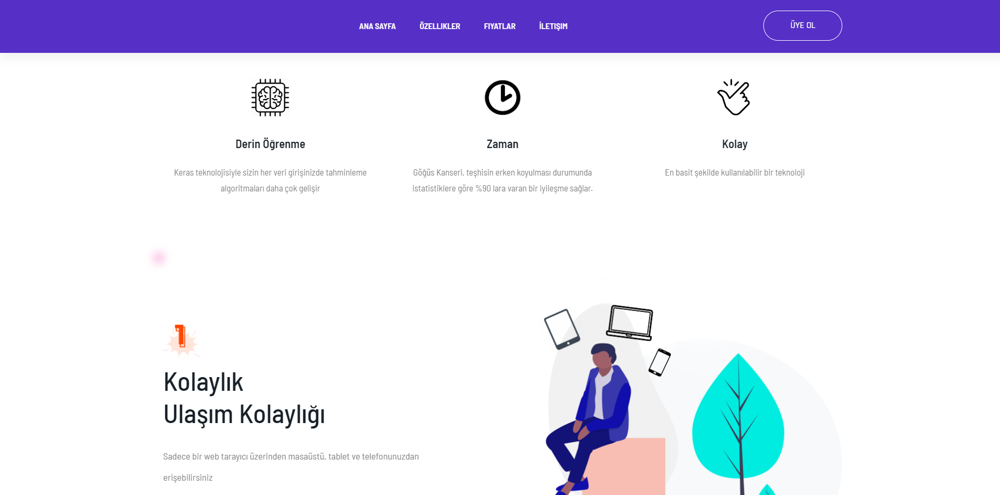 ANA SAYFA ÖZELLIKLER FIYATLAR İLETIŞIM ÜYE OL
Derin Öğrenme
Keras teknolojisiyle sizin her veri girişinizde tahminleme
algoritmaları daha çok gelişir
Zaman
Göğüs Kanseri, teşhisin erken koyulması durumunda
istatistiklere göre %90 lara varan bir iyileşme sağlar.
Kolay
En basit şekilde kullanılabilir bir teknoloji
1
Kolaylık
Ulaşım Kolaylığı
Sadece bir web tarayıcı üzerinden masaüstü, tablet ve telefonunuzdan
erişebilirsiniz